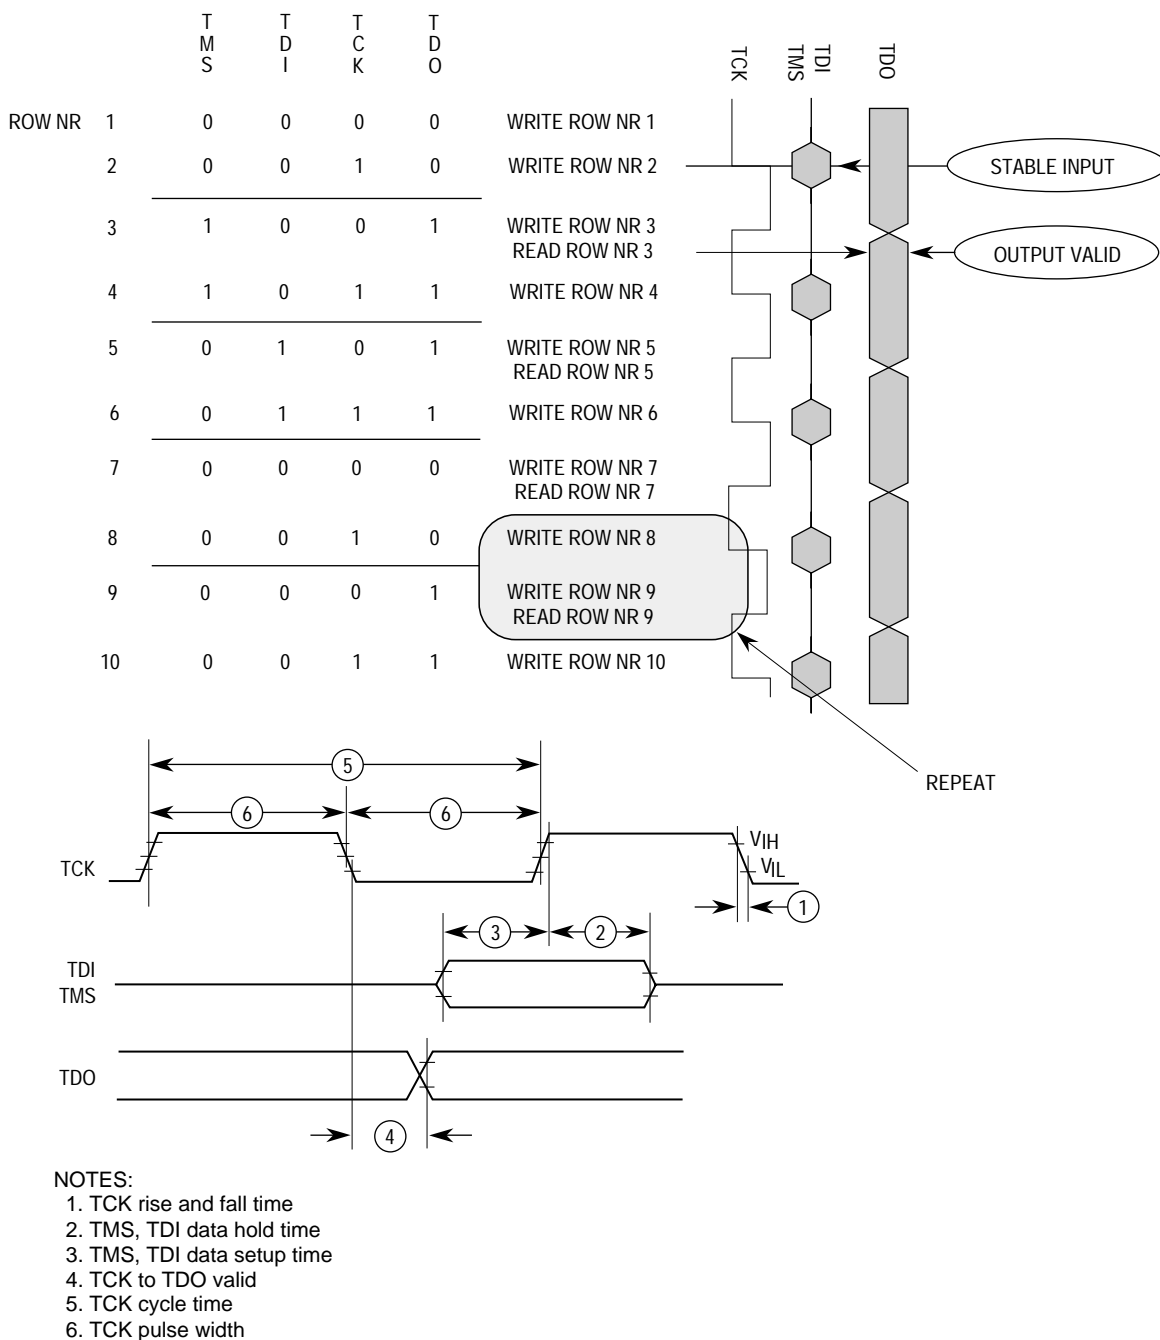 TMS TDI TCK TDO
TCK TMS TDI TDO
ROW NR 1 0 0 0 0 WRITE ROW NR 1
2 0 0 1 0 WRITE ROW NR 2
STABLE INPUT
3 1 0 0 1 WRITE ROW NR 3
READ ROW NR 3
OUTPUT VALID
4 1 0 1 1 WRITE ROW NR 4
5 0 1 0 1 WRITE ROW NR 5
READ ROW NR 5
6 0 1 1 1 WRITE ROW NR 6
7 0 0 0 0 WRITE ROW NR 7
READ ROW NR 7
8 0 0 1 0 WRITE ROW NR 8
9 0 0 0 1 WRITE ROW NR 9
READ ROW NR 9
10 0 0 1 1 WRITE ROW NR 10
REPEAT
5
6 6
TCK
VIH
VIL
1
3 2
TDI
TMS
TDO
4
NOTES:
1. TCK rise and fall time
2. TMS, TDI data hold time
3. TMS, TDI data setup time
4. TCK to TDO valid
5. TCK cycle time
6. TCK pulse width